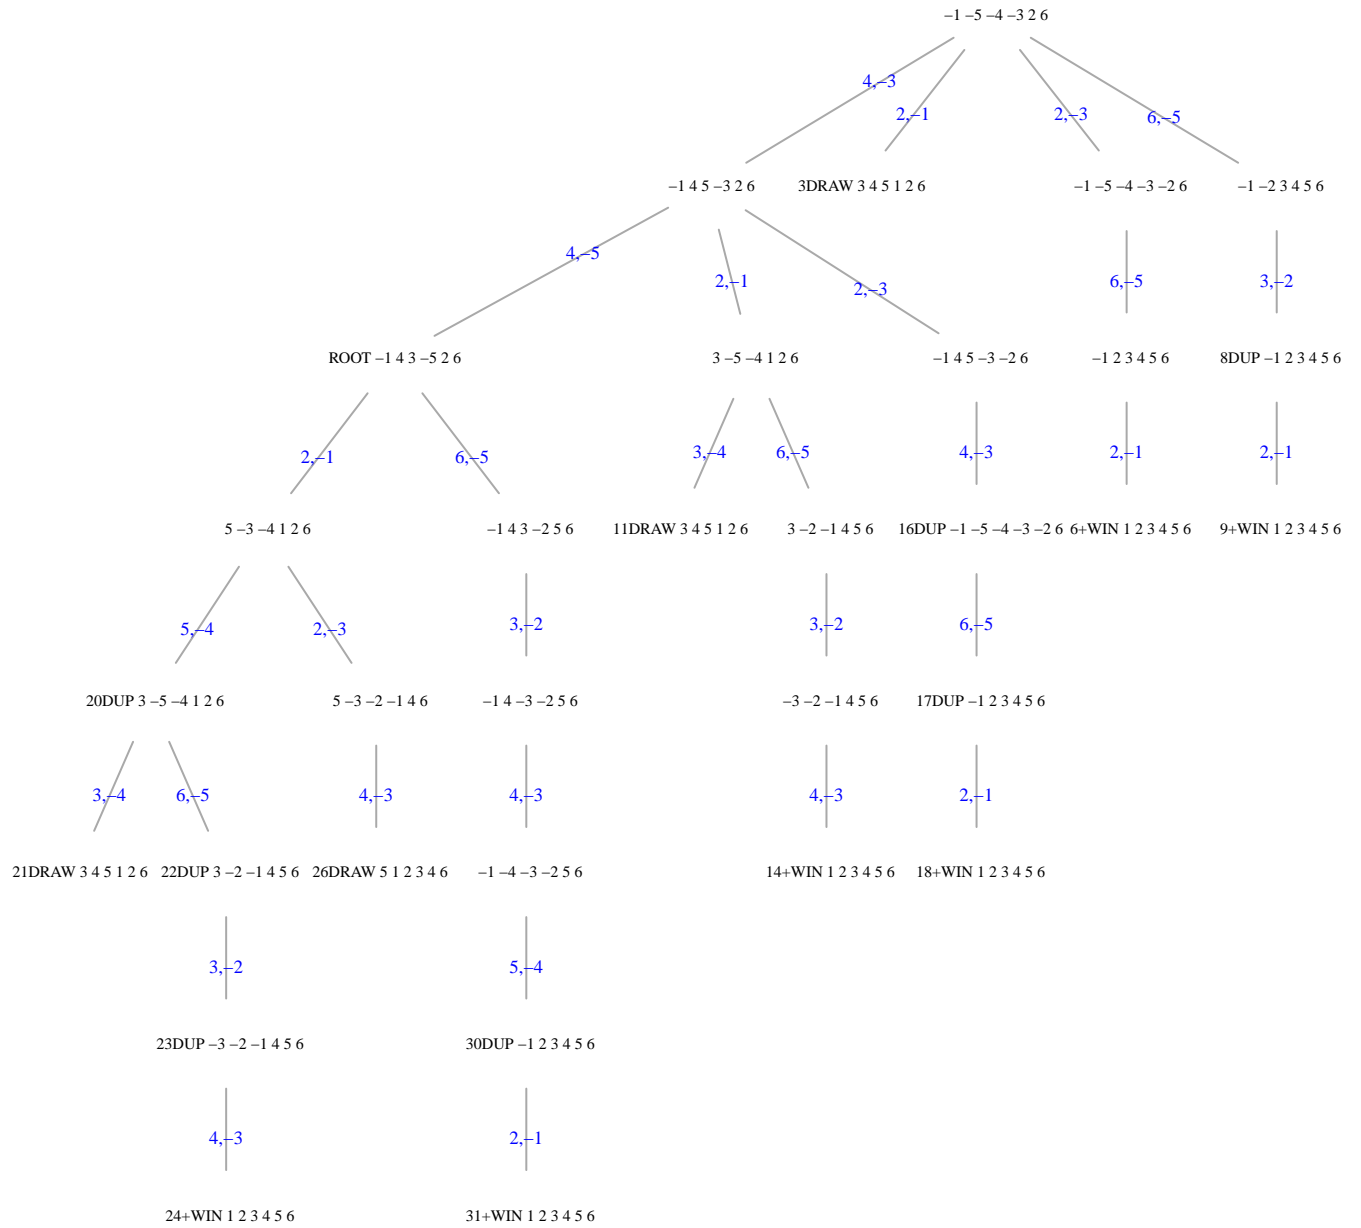 −1 −5 −4 −3 2 6
4,−3
2,−1
2,−3
6,−5
−1 4 5 −3 2 6
3DRAW 3 4 5 1 2 6
−1 −5 −4 −3 −2 6
−1 −2 3 4 5 6
4,−5
2,−1
2,−3
6,−5
3,−2
ROOT −1 4 3 −5 2 6
3 −5 −4 1 2 6
−1 4 5 −3 −2 6
−1 2 3 4 5 6
8DUP −1 2 3 4 5 6
2,−1
6,−5
3,−4
6,−5
4,−3
2,−1
2,−1
5 −3 −4 1 2 6
−1 4 3 −2 5 6
11DRAW 3 4 5 1 2 6
3 −2 −1 4 5 6
16DUP −1 −5 −4 −3 −2 6
6+WIN 1 2 3 4 5 6
9+WIN 1 2 3 4 5 6
5,−4
2,−3
3,−2
3,−2
6,−5
20DUP 3 −5 −4 1 2 6
5 −3 −2 −1 4 6
−1 4 −3 −2 5 6
−3 −2 −1 4 5 6
17DUP −1 2 3 4 5 6
3,−4
6,−5
4,−3
4,−3
4,−3
2,−1
21DRAW 3 4 5 1 2 6
22DUP 3 −2 −1 4 5 6
26DRAW 5 1 2 3 4 6
−1 −4 −3 −2 5 6
14+WIN 1 2 3 4 5 6
18+WIN 1 2 3 4 5 6
3,−2
5,−4
23DUP −3 −2 −1 4 5 6
30DUP −1 2 3 4 5 6
4,−3
2,−1
24+WIN 1 2 3 4 5 6
31+WIN 1 2 3 4 5 6